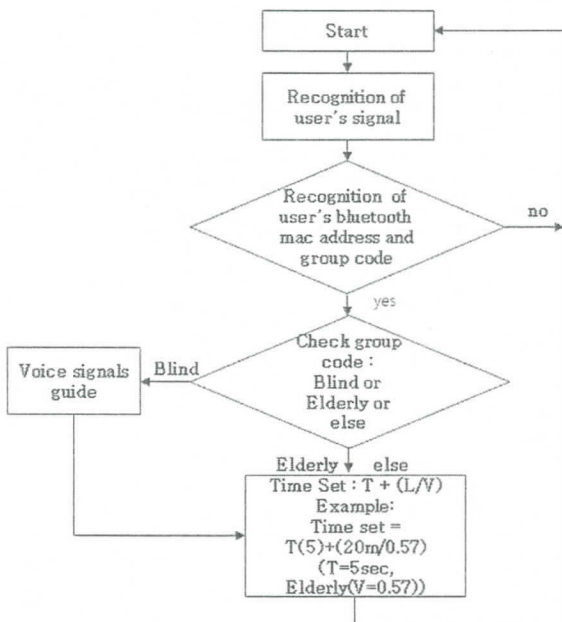 Start
Recognition of
user's signal
Recognition of
user's bluetooth
mac address and
group code
no
yes
Check group
code :
Blind or
Elderly or
else
Blind
Voice signals
guide
Elderly else
Time Set : T + (L/V)
Example:
Time set =
T(5)+(20m/0.57)
(T=5sec,
Elderly(V=0.57))